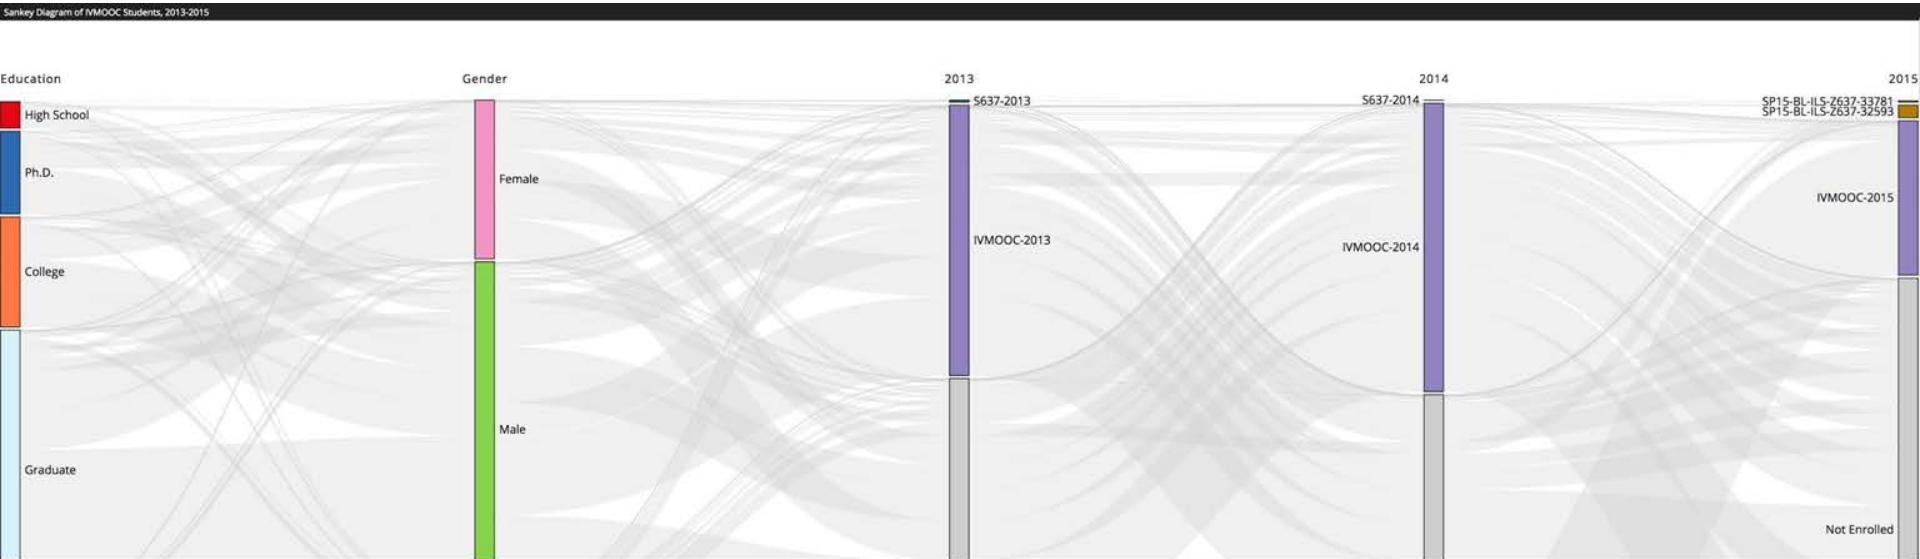 Sankey Diagram of IVMOOC Students, 2013-2015
Education
Gender
2013
2014
2015
High School
Ph.D.
College
Graduate
Female
Male
S637-2013
IVMOOC-2013
S637-2014
IVMOOC-2014
SP15-BL-ILS-Z637-33781
SP15-BL-ILS-Z637-32593
IVMOOC-2015
Not Enrolled